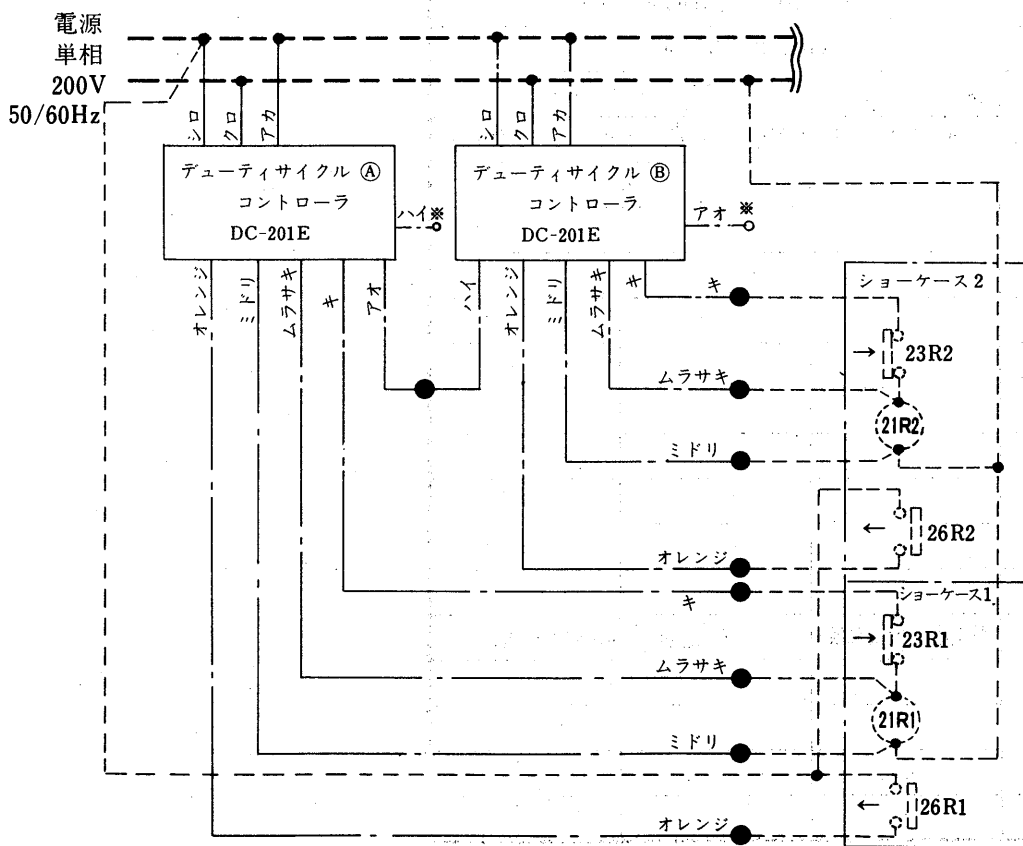 電源
単相
200V
50/60Hz
シロ
クロ
アカ
シロ
クロ
アカ
デューティサイクル Ⓐ
コントローラ
DC-201E
ハイ※
デューティサイクル Ⓑ
コントローラ
DC-201E
アオ ※
オレンジ
ミドリ
ムラサキ
キ
アオ
ハイ
オレンジ
ミドリ
ムラサキ
キ
キ
ショーケース2
→ 23R2
ムラサキ
21R2
ミドリ
← 26R2
オレンジ
キ
ショーケース1
→ 23R1
ムラサキ
21R1
ミドリ
← 26R1
オレンジ